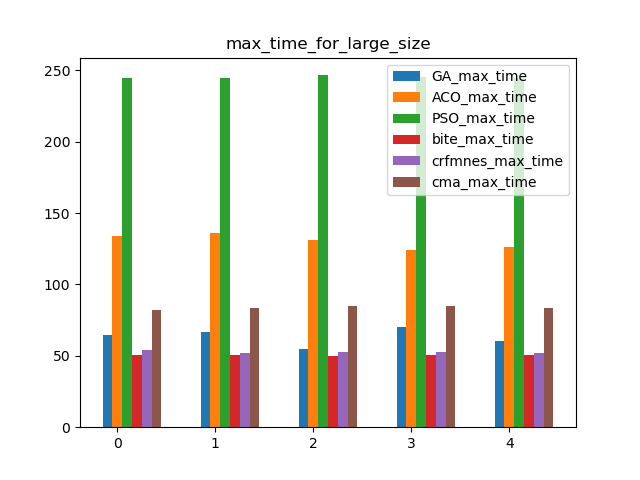 max_time_for_large_size
250
200
150
100
50
0
GA_max_time
ACO_max_time
PSO_max_time
bite_max_time
crfmnes_max_time
cma_max_time
0 1 2 3 4